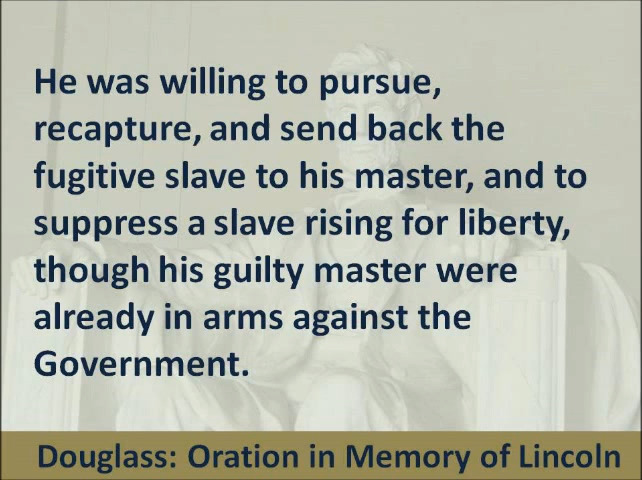 He was willing to pursue,
recapture, and send back the
fugitive slave to his master, and to
suppress a slave rising for liberty,
though his guilty master were
already in arms against the
Government.
Douglass: Oration in Memory of Lincoln